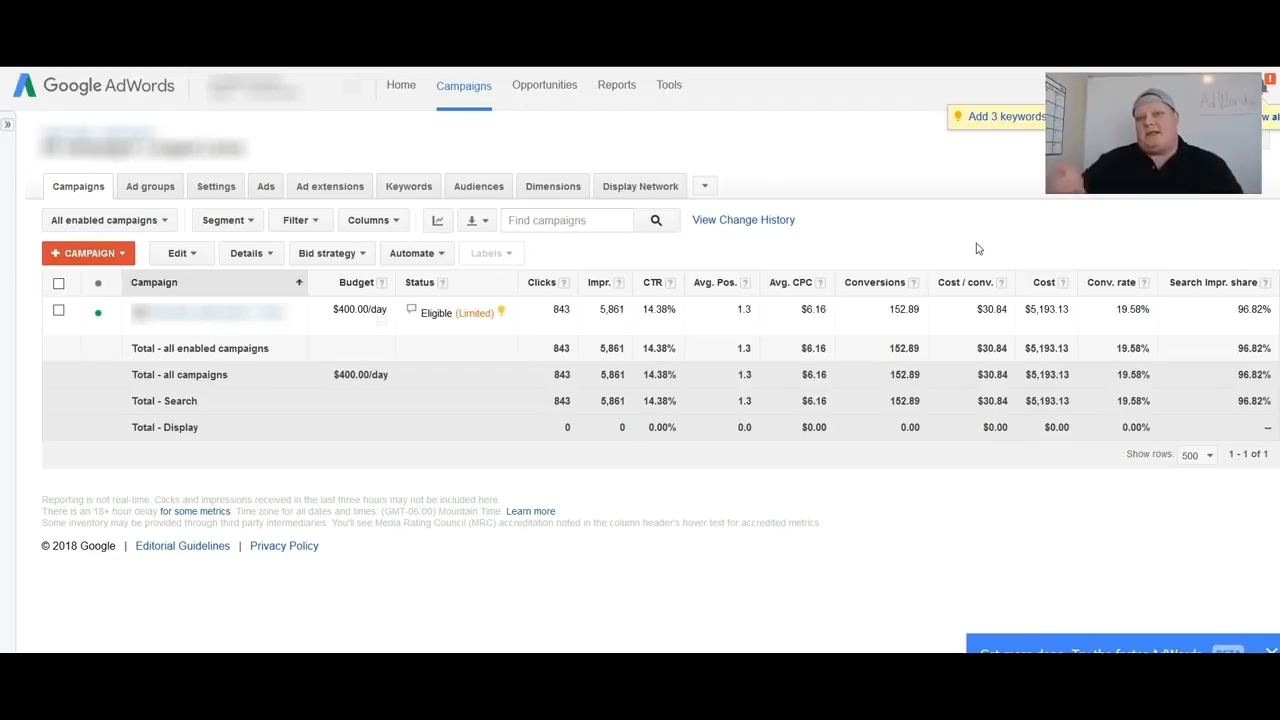 Google AdWords
Home Campaigns Opportunities Reports Tools
Add 3 keywords
AdWords
Campaigns Ad groups Settings Ads Ad extensions Keywords Audiences Dimensions Display Network
All enabled campaigns Segment Filter Columns Find campaigns View Change History
+ CAMPAIGN Edit Details Bid strategy Automate Labels
Campaign Budget ? Status ? Clicks ? Impr. ? CTR ? Avg. Pos. ? Avg. CPC ? Conversions ? Cost / conv. ? Cost ? Conv. rate ? Search Impr. share ?
$400.00/day Eligible (Limited) 843 5,861 14.38% 1.3 $6.16 152.89 $30.84 $5,193.13 19.58% 96.82%
Total - all enabled campaigns 843 5,861 14.38% 1.3 $6.16 152.89 $30.84 $5,193.13 19.58% 96.82%
Total - all campaigns $400.00/day 843 5,861 14.38% 1.3 $6.16 152.89 $30.84 $5,193.13 19.58% 96.82%
Total - Search 843 5,861 14.38% 1.3 $6.16 152.89 $30.84 $5,193.13 19.58% 96.82%
Total - Display 0 0 0.00% 0.0 $0.00 0.00 $0.00 $0.00 0.00% --
Show rows: 500 1 - 1 of 1
Reporting is not real-time. Clicks and impressions received in the last three hours may not be included here.
There is an 18+ hour delay for some metrics. Time zone for all dates and times: (GMT-06:00) Mountain Time. Learn more
Some inventory may be provided through third party intermediaries. You'll see Media Rating Council (MRC) accreditation noted in the column header's hover text for accredited metrics.
© 2018 Google | Editorial Guidelines | Privacy Policy
Get more done. Try the faster AdWords BETA